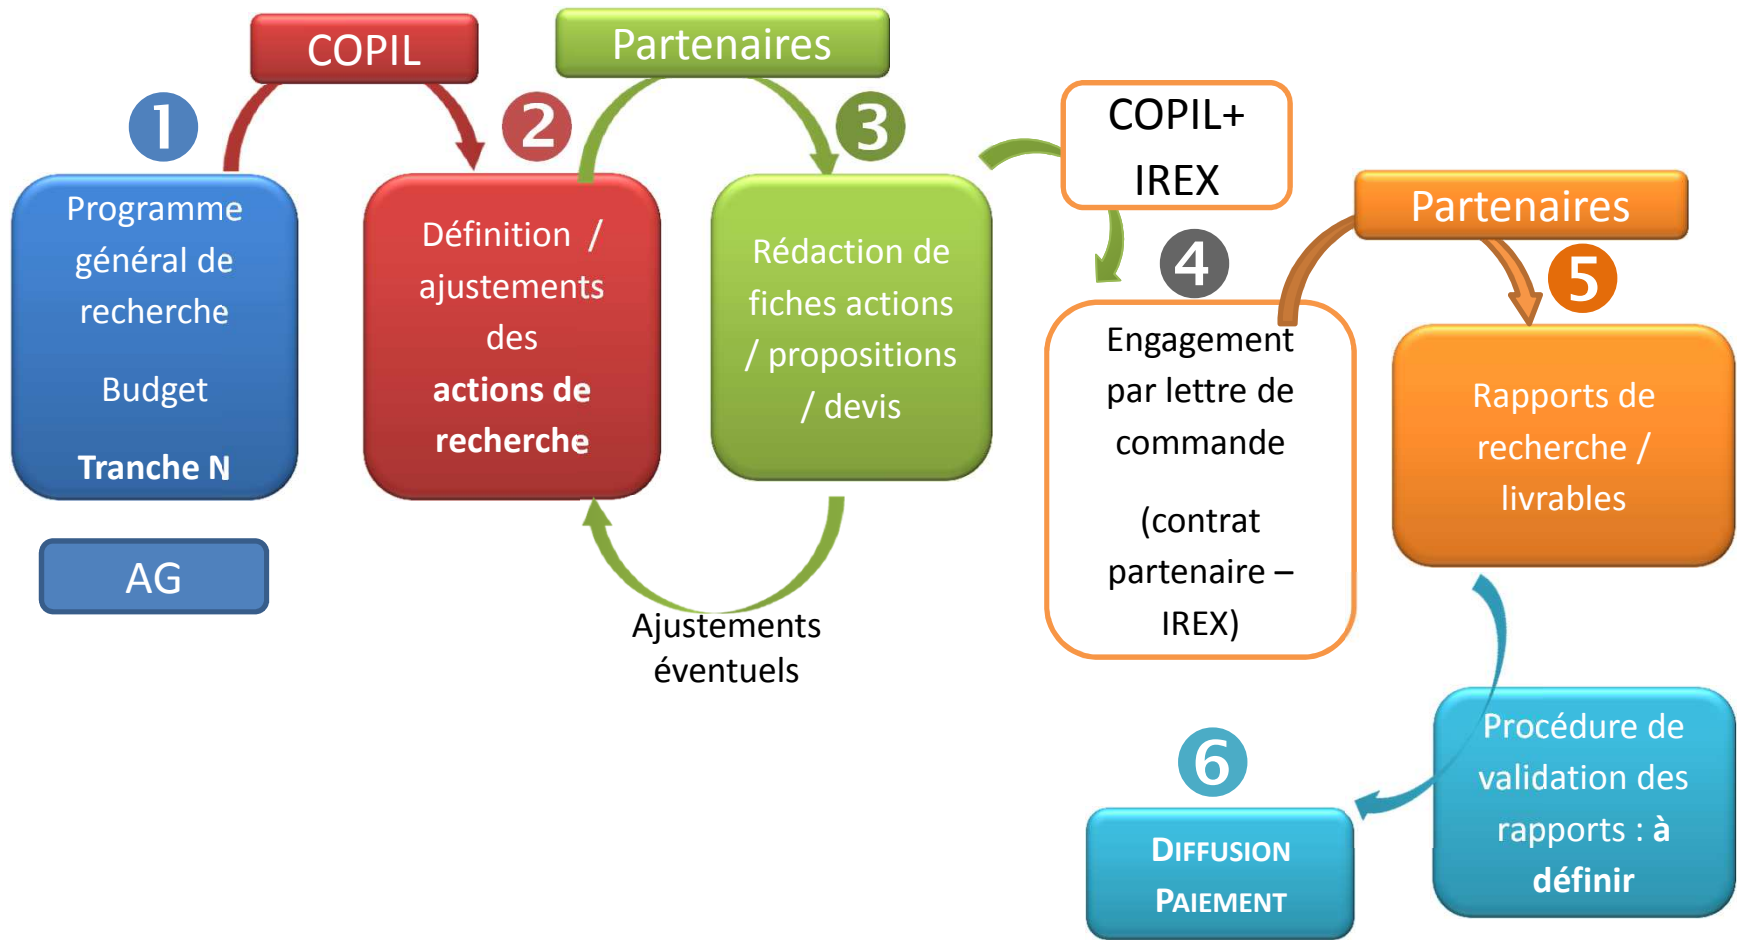 COPIL
Partenaires
1
2
3
COPIL+
IREX
Partenaires
Programme
général de
recherche
Budget
Tranche N
AG
Définition /
ajustements
des
actions de
recherche
Rédaction de
fiches actions
/ propositions
/ devis
Ajustements
éventuels
4
Engagement
par lettre de
commande
(contrat
partenaire –
IREX)
5
Rapports de
recherche /
livrables
Procédure de
validation des
rapports : à
définir
6
DIFFUSION
PAIEMENT